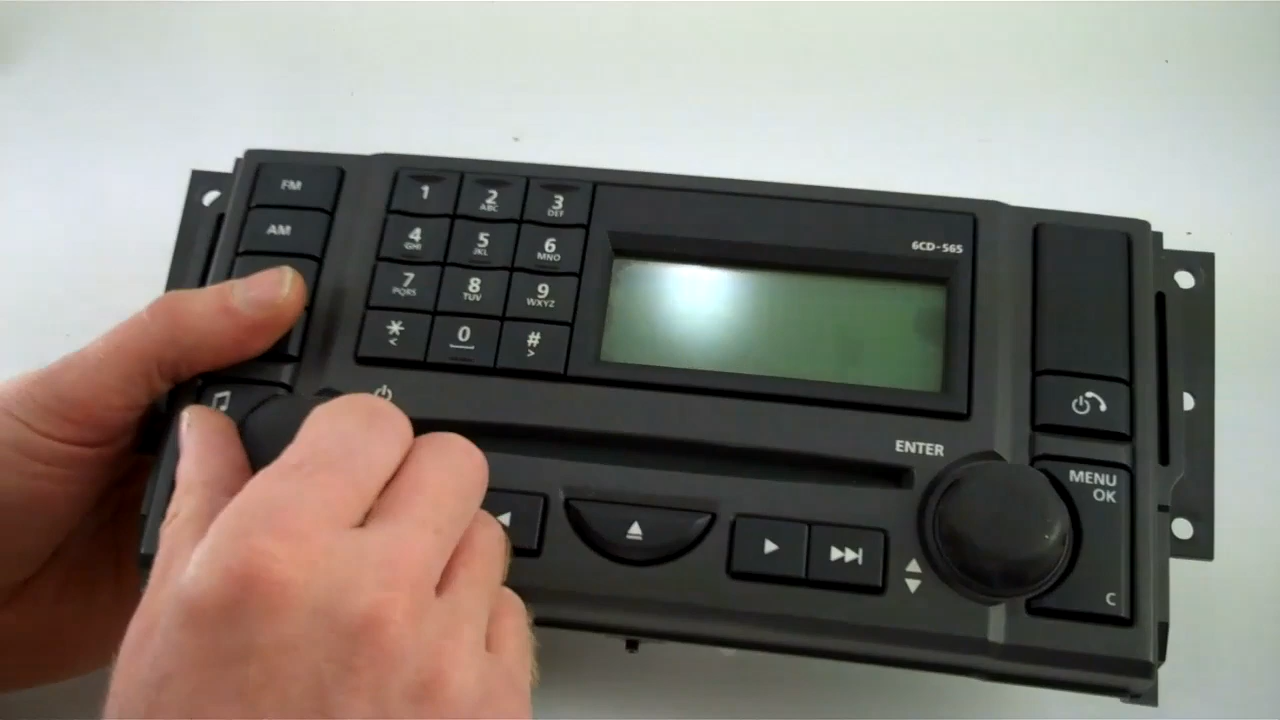 FM
AM
1
2
ABC
3
DEF
4
GHI
5
JKL
6
MNO
7
PQRS
8
TUV
9
WXYZ
*
<
0
#
>
6CD-565
ENTER
MENU
OK
C